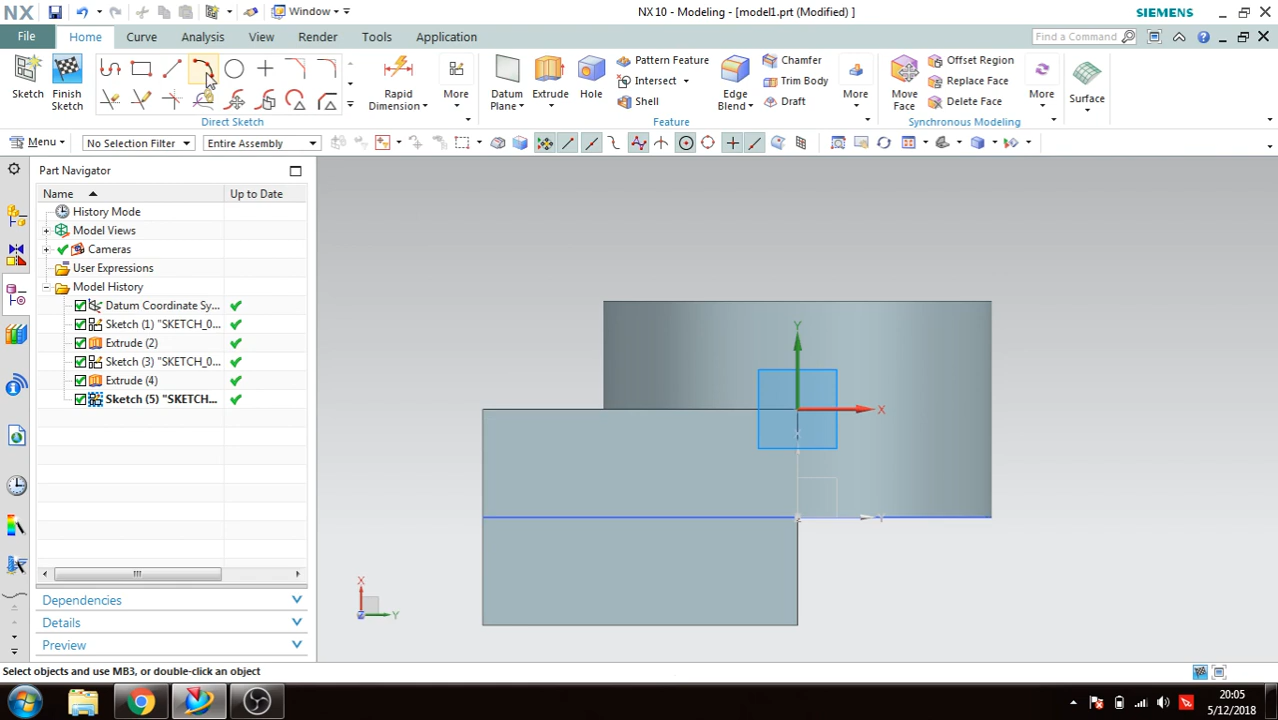 NX
Window
NX 10 - Modeling - [model1.prt (Modified) ]
SIEMENS
File
Home
Curve
Analysis
View
Render
Tools
Application
Find a Command
Sketch
Finish Sketch
Direct Sketch
Rapid Dimension
More
Datum Plane
Extrude
Hole
Pattern Feature
Intersect
Shell
Feature
Edge Blend
Chamfer
Trim Body
Draft
More
Move Face
Offset Region
Replace Face
Delete Face
Synchronous Modeling
More
Surface
Menu
No Selection Filter
Entire Assembly
Part Navigator
Name
Up to Date
History Mode
Model Views
Cameras
User Expressions
Model History
Datum Coordinate Sy...
Sketch (1) "SKETCH_0...
Extrude (2)
Sketch (3) "SKETCH_0...
Extrude (4)
Sketch (5) "SKETCH...
Dependencies
Details
Preview
Y
X
Y
X
Y
Select objects and use MB3, or double-click an object
20:05
5/12/2018